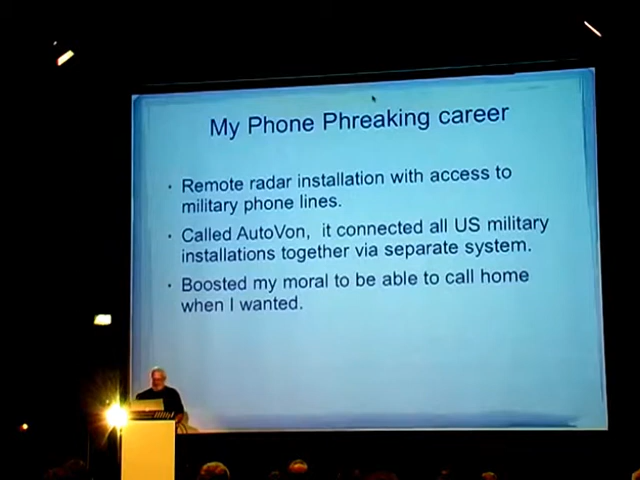 My Phone Phreaking career
• Remote radar installation with access to
military phone lines.
• Called AutoVon, it connected all US military
installations together via separate system.
• Boosted my moral to be able to call home
when I wanted.